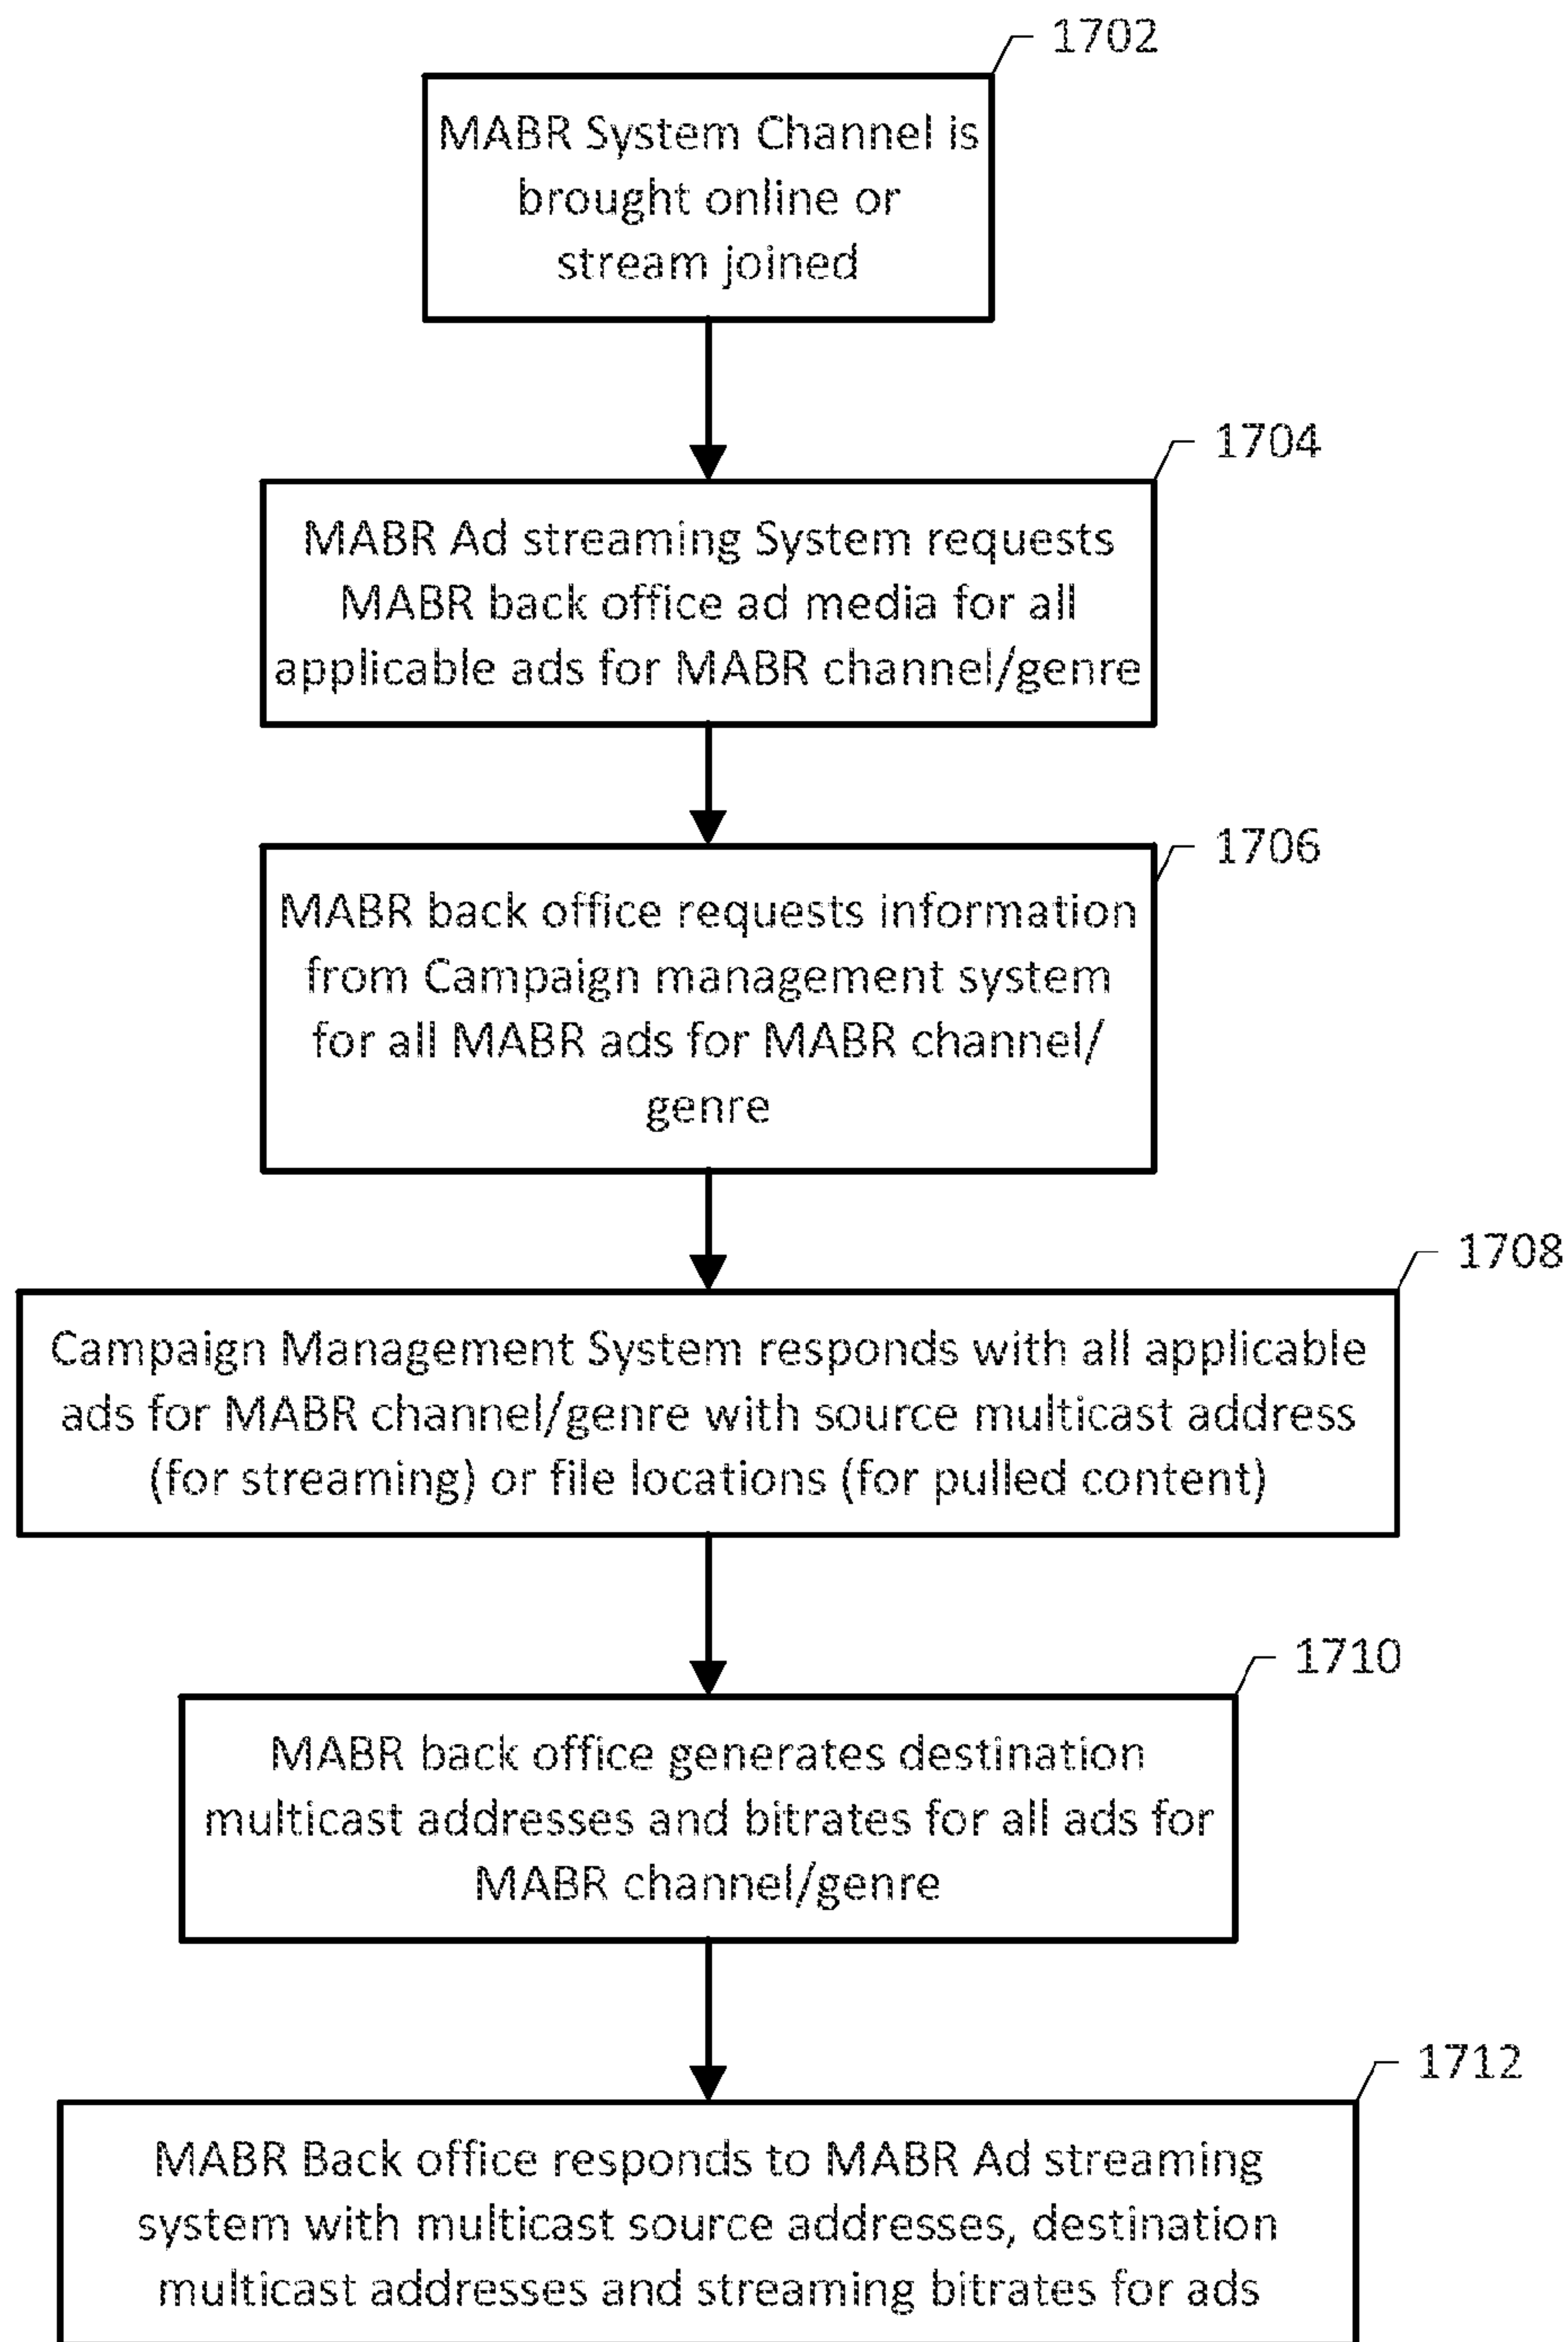 1702
MABR System Channel is
brought online or
stream joined
1704
MABR Ad streaming System requests
MABR back office ad media for all
applicable ads for MABR channel/genre
1706
MABR back office requests information
from Campaign management system
for all MABR ads for MABR channel/
genre
1708
Campaign Management System responds with all applicable
ads for MABR channel/genre with source multicast address
(for streaming) or file locations (for pulled content)
1710
MABR back office generates destination
multicast addresses and bitrates for all ads for
MABR channel/genre
1712
MABR Back office responds to MABR Ad streaming
system with multicast source addresses, destination
multicast addresses and streaming bitrates for ads